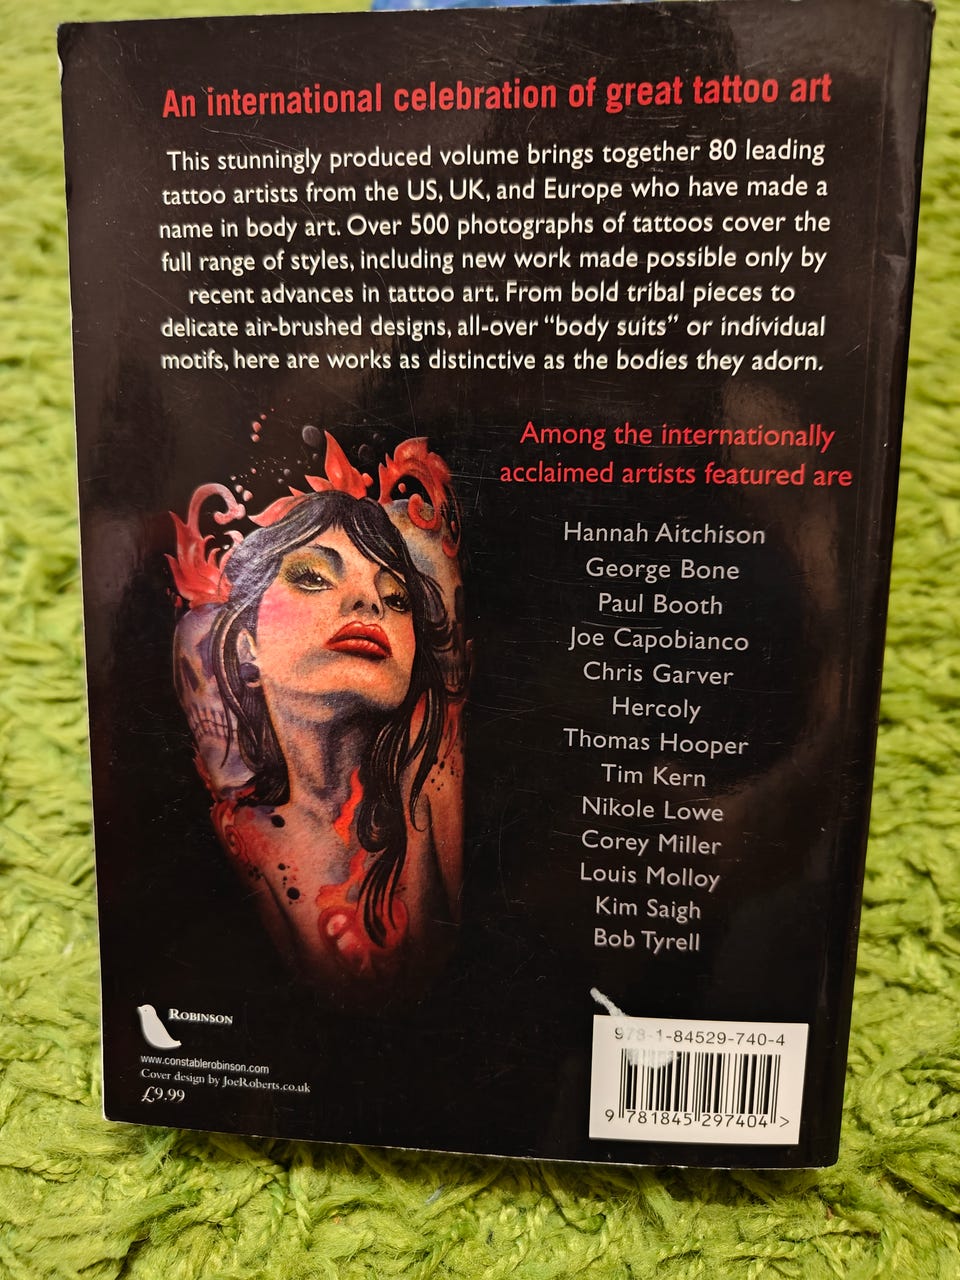 An international celebration of great tattoo art
This stunningly produced volume brings together 80 leading
tattoo artists from the US, UK, and Europe who have made a
name in body art. Over 500 photographs of tattoos cover the
full range of styles, including new work made possible only by
recent advances in tattoo art. From bold tribal pieces to
delicate air-brushed designs, all-over “body suits” or individual
motifs, here are works as distinctive as the bodies they adorn.
Among the internationally
acclaimed artists featured are
Hannah Aitchison
George Bone
Paul Booth
Joe Capobianco
Chris Garver
Hercoly
Thomas Hooper
Tim Kern
Nikole Lowe
Corey Miller
Louis Molloy
Kim Saigh
Bob Tyrell
ROBINSON
www.constablerobinson.com
Cover design by JoeRoberts.co.uk
£9.99
978-1-84529-740-4
9 781845 297404 >